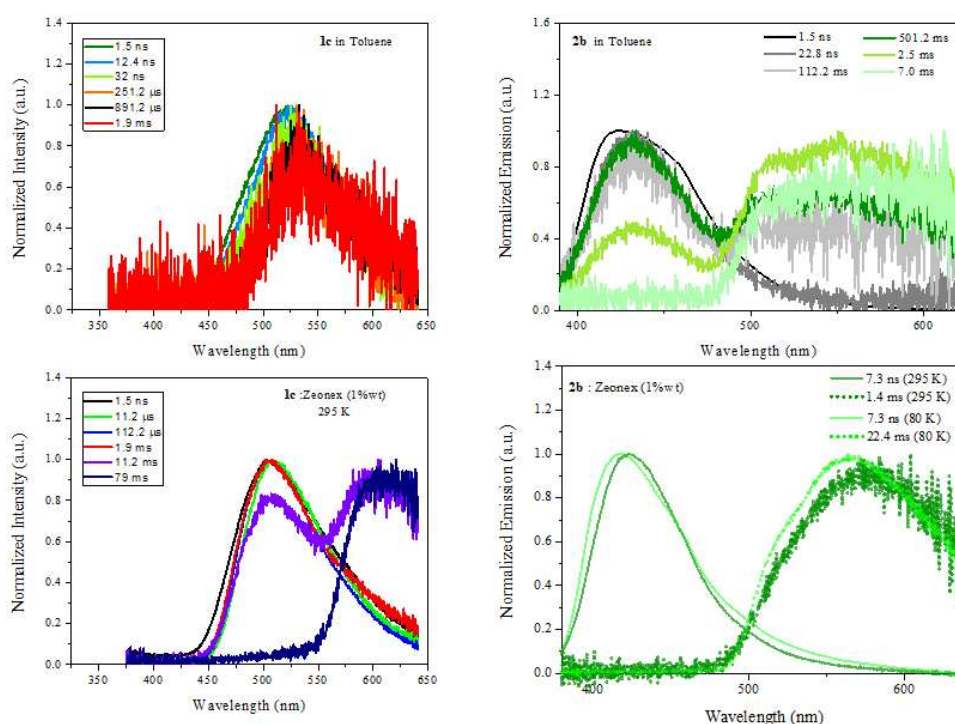 1.4
1.2
1.0
0.8
0.6
0.4
0.2
0.0
Normalized Intensity (a.u.)
1.5 ns
12.4 ns
32 ns
251.2 µs
891.2 µs
1.9 ms
1c in Toluene
350 400 450 500 550 600 650
Wavelength (nm)
1.6
1.4
1.2
1.0
0.8
0.6
0.4
0.2
0.0
Normalized Emission (a.u.)
2b in Toluene
1.5 ns
22.8 ns
112.2 ms
501.2 ms
2.5 ms
7.0 ms
400 500 600
Wavelength (nm)
1.4
1.2
1.0
0.8
0.6
0.4
0.2
0.0
Normalized Intensity (a.u.)
1.5 ns
11.2 µs
112.2 µs
1.9 ms
11.2 ms
79 ms
1c :Zeonex (1%wt)
295 K
350 400 450 500 550 600 650
Wavelength (nm)
1.4
1.2
1.0
0.8
0.6
0.4
0.2
0.0
Normalized Emission (a.u.)
2b : Zeonex (1%wt)
7.3 ns (295 K)
1.4 ms (295 K)
7.3 ns (80 K)
22.4 ms (80 K)
400 500 600
Wavelength (nm)